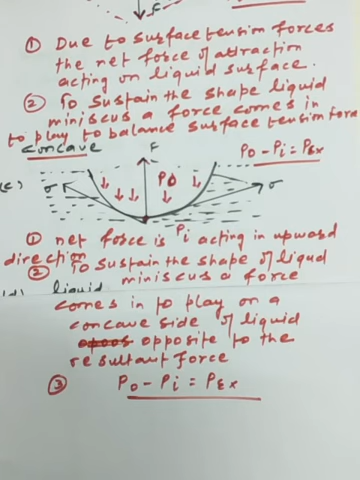 F
① Due to surface tension forces
the net force of attraction
acting on liquid surface.
② To sustain the shape liquid
miniscus a force comes in
to play to balance surface tension force
concave
F
Po - Pi = PEx
(c)
σ
Po
σ
Pi
① net force is acting in upward
direction
② To sustain the shape of liqud
liquid miniscus a force
comes in to play on a
concave side of liquid
opposite to the
resultant force
③ Po - Pi = PEx